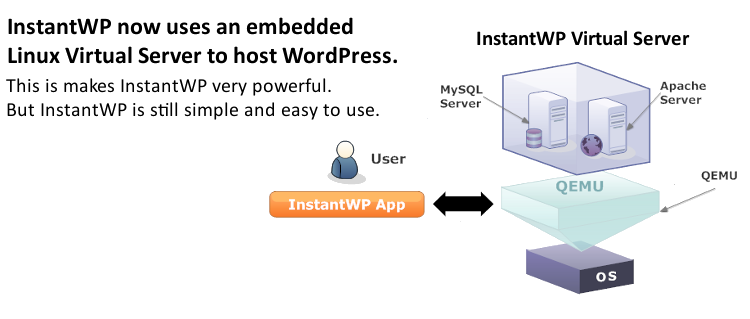 InstantWP now uses an embedded
Linux Virtual Server to host WordPress.
This is makes InstantWP very powerful.
But InstantWP is still simple and easy to use.
InstantWP Virtual Server
MySQL
Server
Apache
Server
User
InstantWP App
QEMU
QEMU
OS